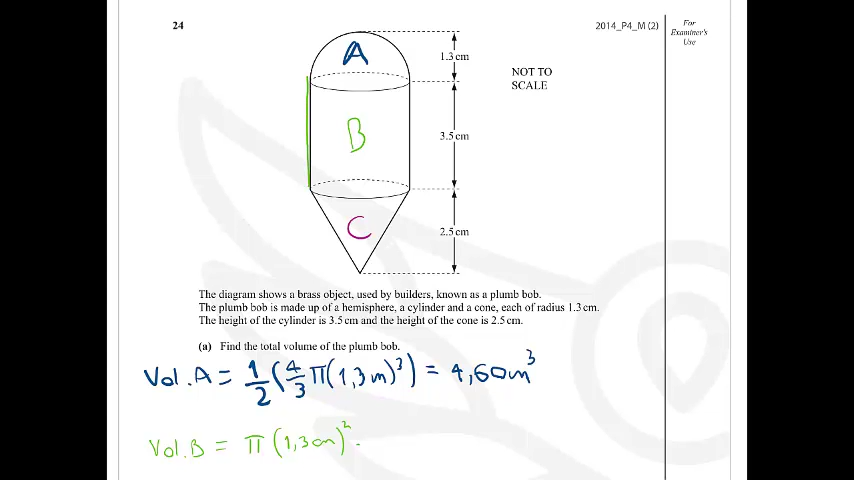 24
2014_P4_M (2)
For
Examiner's
Use
A
1.3 cm
NOT TO
SCALE
B
3.5 cm
C
2.5 cm
The diagram shows a brass object, used by builders, known as a plumb bob.
The plumb bob is made up of a hemisphere, a cylinder and a cone, each of radius 1.3 cm.
The height of the cylinder is 3.5 cm and the height of the cone is 2.5 cm.
(a) Find the total volume of the plumb bob.
Vol. A = 1/2 (4/3 π(1,3 cm)³) = 4,60 cm³
Vol. B = π (1,3 cm)² ·